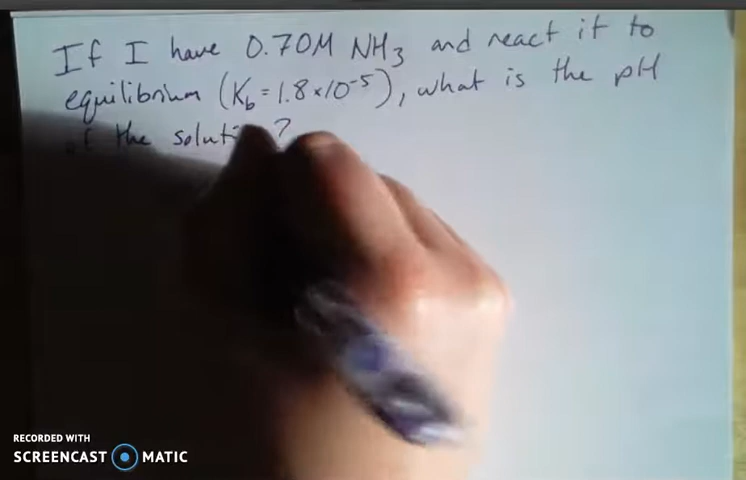 If I have 0.70M NH₃ and react it to
equilibrium (K_b = 1.8×10⁻⁵), what is the pH
the solut ?
RECORDED WITH
SCREENCAST MATIC